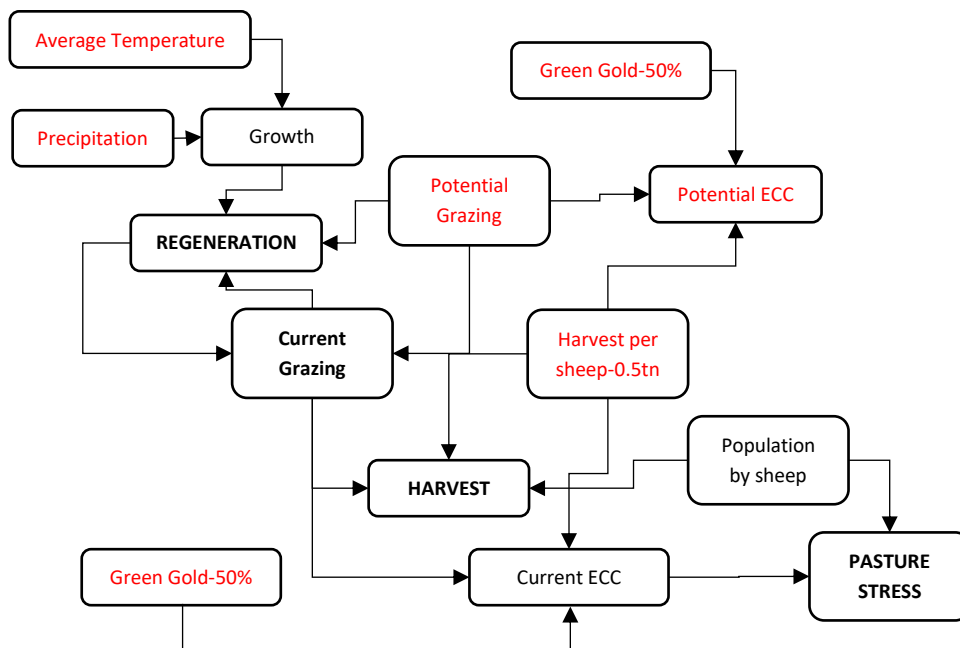 Average Temperature
Green Gold-50%
Precipitation
Growth
Potential
Grazing
Potential ECC
REGENERATION
Current
Grazing
Harvest per
sheep-0.5tn
Population
by sheep
HARVEST
Green Gold-50%
Current ECC
PASTURE
STRESS